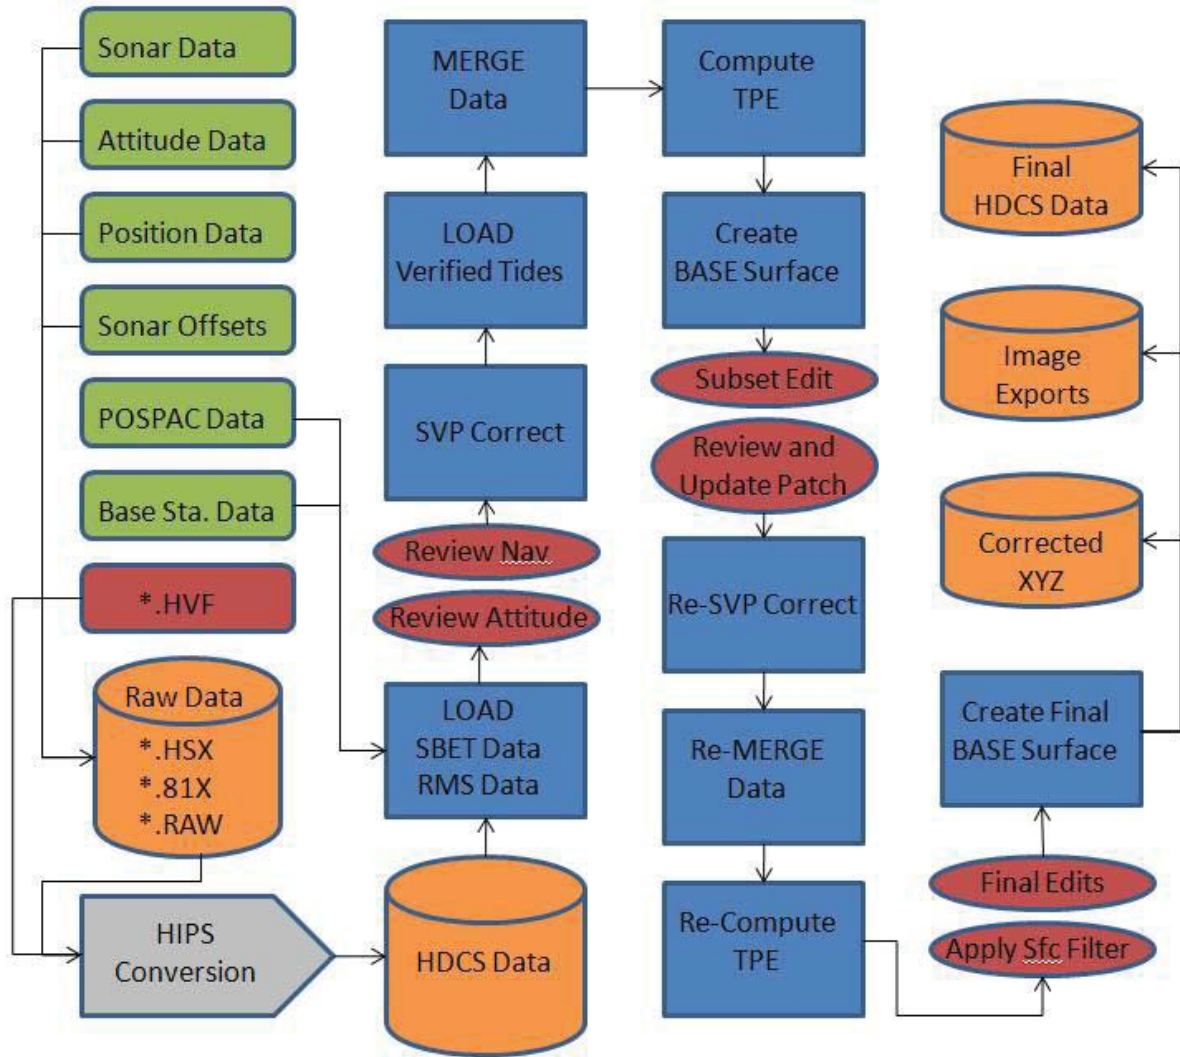 Sonar Data
Attitude Data
Position Data
Sonar Offsets
POSPAC Data
Base Sta. Data
*.HVF
Raw Data
*.HSX
*.81X
*.RAW
HIPS
Conversion
MERGE
Data
LOAD
Verified Tides
SVP Correct
Review Nav
Review Attitude
LOAD
SBET Data
RMS Data
HDCS Data
Compute
TPE
Create
BASE Surface
Subset Edit
Review and
Update Patch
Re-SVP Correct
Re-MERGE
Data
Re-Compute
TPE
Final
HDCS Data
Image
Exports
Corrected
XYZ
Create Final
BASE Surface
Final Edits
Apply Sfc Filter